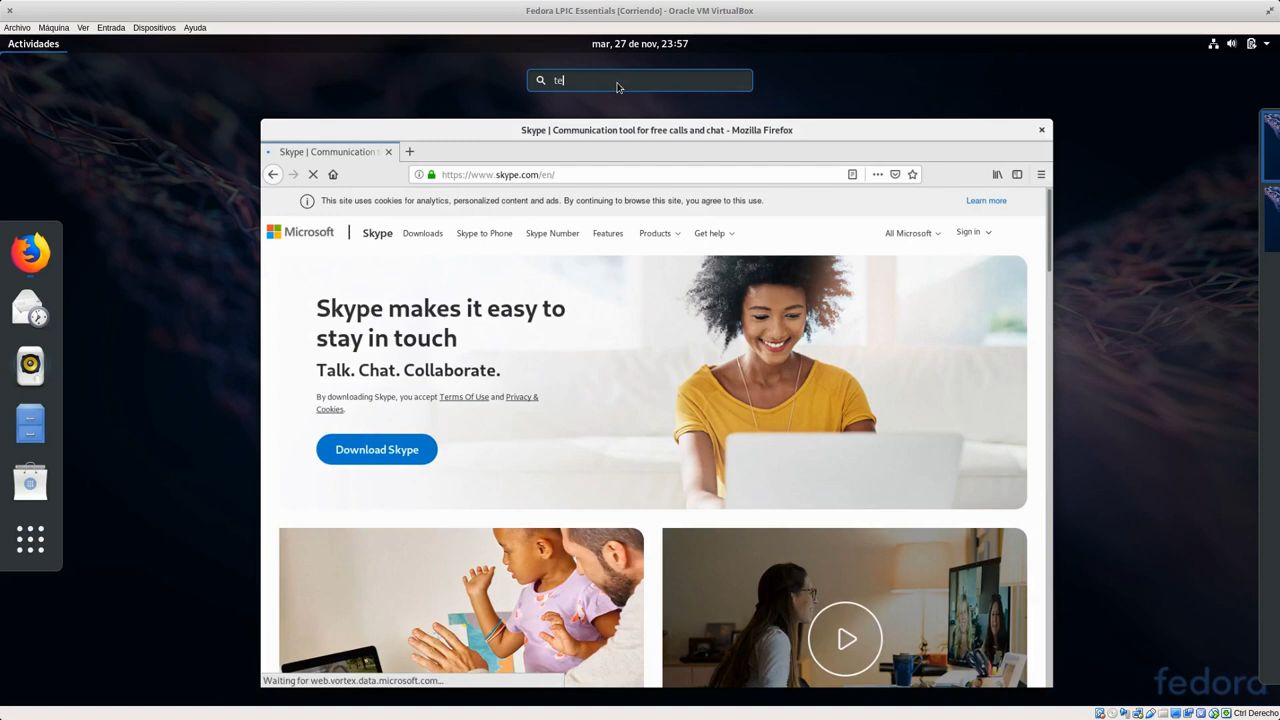 Fedora LPIC Essentials [Corriendo] - Oracle VM VirtualBox
Archivo Máquina Ver Entrada Dispositivos Ayuda
Actividades mar, 27 de nov, 23:57
te
Skype | Communication tool for free calls and chat - Mozilla Firefox
Skype | Communication t
https://www.skype.com/en/
This site uses cookies for analytics, personalized content and ads. By continuing to browse this site, you agree to this use. Learn more
Microsoft Skype Downloads Skype to Phone Skype Number Features Products Get help All Microsoft Sign in
Skype makes it easy to
stay in touch
Talk. Chat. Collaborate.
By downloading Skype, you accept Terms Of Use and Privacy &
Cookies.
Download Skype
Waiting for web.vortex.data.microsoft.com...
fedora
Ctrl Derecho